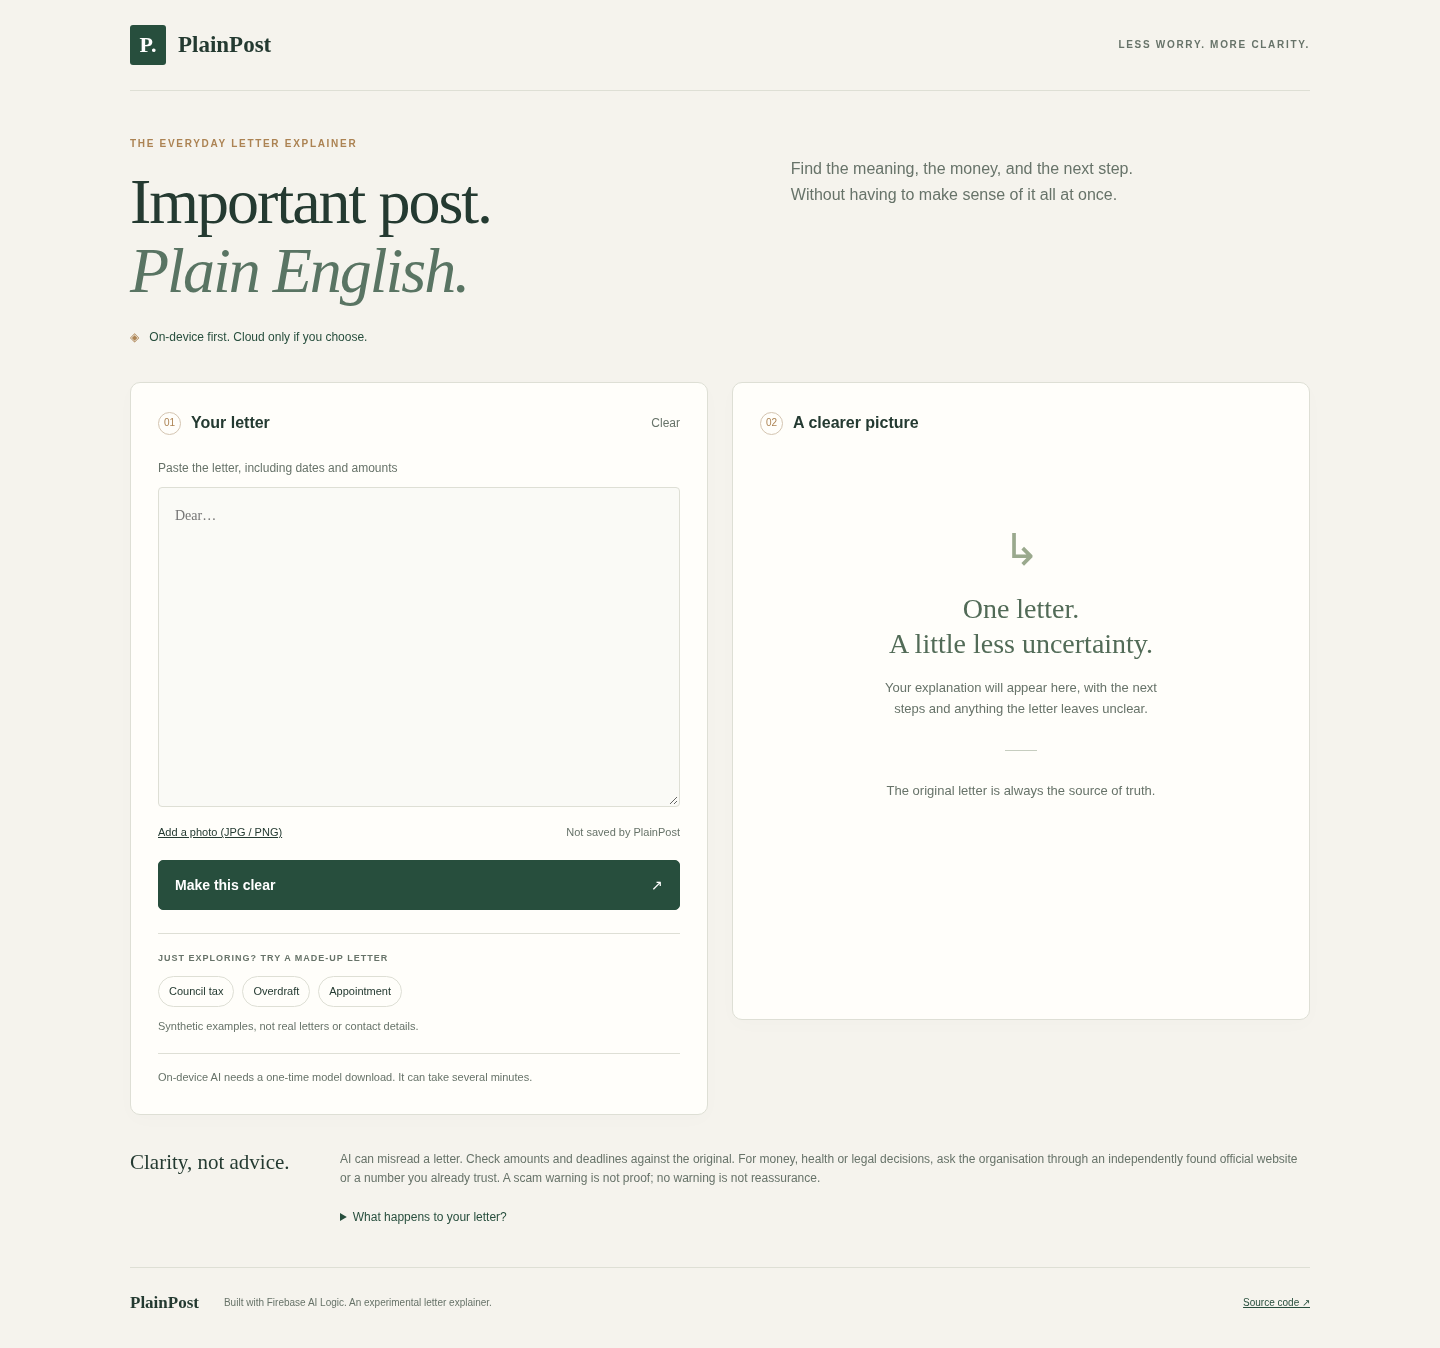 P. PlainPost
LESS WORRY. MORE CLARITY.
THE EVERYDAY LETTER EXPLAINER
Important post.
Plain English.
Find the meaning, the money, and the next step.
Without having to make sense of it all at once.
◈ On-device first. Cloud only if you choose.
01 Your letter
Clear
Paste the letter, including dates and amounts
Dear…
Add a photo (JPG / PNG)
Not saved by PlainPost
Make this clear ↗
JUST EXPLORING? TRY A MADE-UP LETTER
Council tax
Overdraft
Appointment
Synthetic examples, not real letters or contact details.
On-device AI needs a one-time model download. It can take several minutes.
02 A clearer picture
↳
One letter.
A little less uncertainty.
Your explanation will appear here, with the next
steps and anything the letter leaves unclear.
The original letter is always the source of truth.
Clarity, not advice.
AI can misread a letter. Check amounts and deadlines against the original. For money, health or legal decisions, ask the organisation through an independently found official website
or a number you already trust. A scam warning is not proof; no warning is not reassurance.
▶ What happens to your letter?
PlainPost
Built with Firebase AI Logic. An experimental letter explainer.
Source code ↗